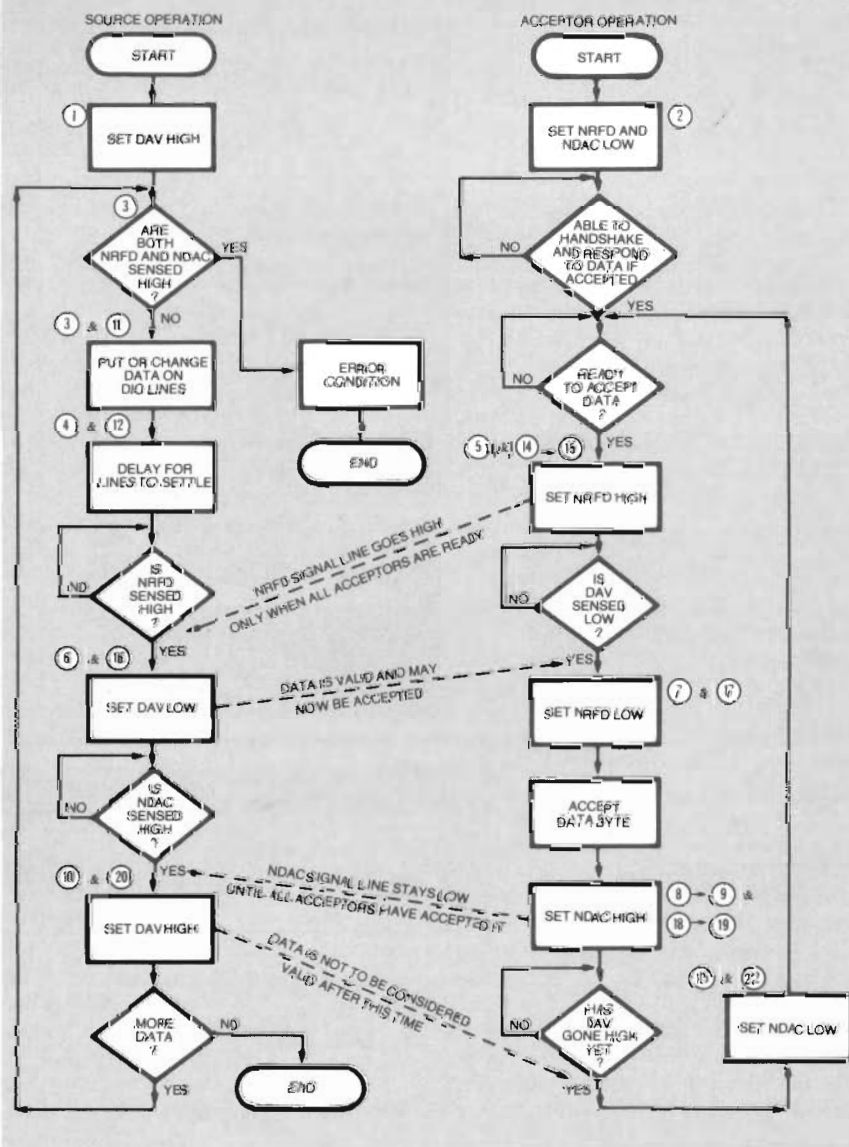 SOURCE OPERATION
START
1
SET DAV HIGH
3
ARE
BOTH
NRFD AND NDAC
SENSED
HIGH
?
YES
NO
3 & 11
PUT OR CHANGE
DATA ON
DIO LINES
ERROR
CONDITION
END
4 & 12
DELAY FOR
LINES TO SETTLE
IS
NRFD
SENSED
HIGH
?
NO
YES
6 & 16
SET DAV LOW
IS
NDAC
SENSED
HIGH
?
NO
YES
10 & 20
SET DAV HIGH
MORE
DATA
?
NO
END
YES
NRFD SIGNAL LINE GOES HIGH
ONLY WHEN ALL ACCEPTORS ARE READY
DATA IS VALID AND MAY
NOW BE ACCEPTED
NDAC SIGNAL LINE STAYS LOW
UNTIL ALL ACCEPTORS HAVE ACCEPTED IT
DATA IS NOT TO BE CONSIDERED
VALID AFTER THIS TIME
ACCEPTOR OPERATI
START
2
SET NRFD AND
NDAC LOW
ABLE TO
HANDSHAKE
AND RESPOND
TO DATA IF
ACCEPTED
NO
YES
READY
TO ACCEPT
DATA
?
NO
YES
5 14 → 15
SET NRFD HIGH
IS
DAV
SENSED
LOW
?
NO
YES
7 & 17
SET NRFD LOW
ACCEPT
DATA BYTE
SET NDAC HIGH
8 → 9 &
18 → 19
HAS
DAV
GONE HIGH
YET
?
NO
YES
SET NDAC LOW